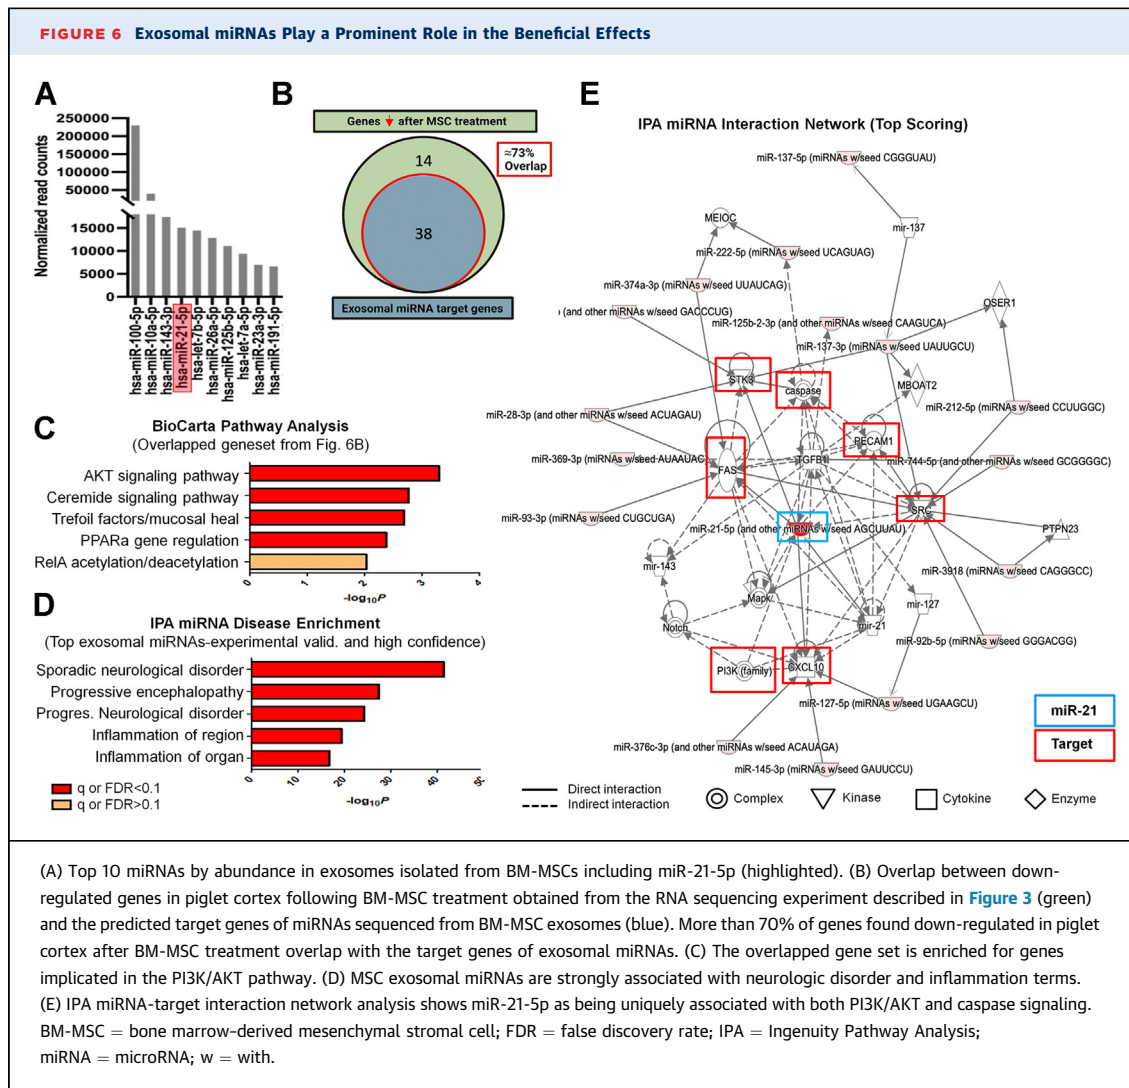 FIGURE 6 Exosomal miRNAs Play a Prominent Role in the Beneficial Effects
A
Normalized read counts
250000
200000
150000
100000
50000
15000
10000
5000
0
hsa-miR-100-5p
hsa-miR-10a-5p
hsa-miR-143-3p
hsa-miR-21-5p
hsa-let-7b-5p
hsa-miR-26a-5p
hsa-miR-125b-5p
hsa-let-7a-5p
hsa-miR-23a-3p
hsa-miR-191-5p
B
Genes after MSC treatment
≈73%
Overlap
14
38
Exosomal miRNA target genes
C
BioCarta Pathway Analysis
(Overlapped geneset from Fig. 6B)
AKT signaling pathway
Ceremide signaling pathway
Trefoil factors/mucosal heal
PPARa gene regulation
RelA acetylation/deacetylation
0 1 2 3 4
-log10P
D
IPA miRNA Disease Enrichment
(Top exosomal miRNAs-experimental valid. and high confidence)
Sporadic neurological disorder
Progressive encephalopathy
Progres. Neurological disorder
Inflammation of region
Inflammation of organ
0 10 20 30 40 50
-log10P
q or FDR<0.1
q or FDR>0.1
E
IPA miRNA Interaction Network (Top Scoring)
miR-137-5p (miRNAs w/seed CGGGUAU)
MEIOC
mir-137
miR-222-5p (miRNAs w/seed UCAGUAG)
miR-374a-3p (miRNAs w/seed UUAUCAG)
OSER1
) (and other miRNAs w/seed GACCCUG)
miR-125b-2-3p (and other miRNAs w/seed CAAGUCA)
miR-137-3p (miRNAs w/seed UAUUGCU)
STK3
caspase
MBOAT2
miR-212-5p (miRNAs w/seed CCUUGGC)
miR-28-3p (and other miRNAs w/seed ACUAGAU)
PECAM1
miR-369-3p (miRNAs w/seed AUAAUAC)
FAS
TGFB1
miR-744-5p (and other miRNAs w/seed GCGGGGC)
SRC
miR-93-3p (miRNAs w/seed CUGCUGA)
miR-21-5p (and other miRNAs w/seed AGCUUAU)
PTPN23
mir-143
miR-3918 (miRNAs w/seed CAGGGCC)
Mapk
mir-127
Notch
mir-21
miR-92b-5p (miRNAs w/seed GGGACGG)
PI3K (family)
CXCL10
miR-127-5p (miRNAs w/seed UGAAGCU)
miR-21
Target
miR-376c-3p (and other miRNAs w/seed ACAUAGA)
miR-145-3p (miRNAs w/seed GAUUCCU)
Direct interaction
Indirect interaction
Complex
Kinase
Cytokine
Enzyme
(A) Top 10 miRNAs by abundance in exosomes isolated from BM-MSCs including miR-21-5p (highlighted). (B) Overlap between down-
regulated genes in piglet cortex following BM-MSC treatment obtained from the RNA sequencing experiment described in Figure 3 (green)
and the predicted target genes of miRNAs sequenced from BM-MSC exosomes (blue). More than 70% of genes found down-regulated in piglet
cortex after BM-MSC treatment overlap with the target genes of exosomal miRNAs. (C) The overlapped gene set is enriched for genes
implicated in the PI3K/AKT pathway. (D) MSC exosomal miRNAs are strongly associated with neurologic disorder and inflammation terms.
(E) IPA miRNA-target interaction network analysis shows miR-21-5p as being uniquely associated with both PI3K/AKT and caspase signaling.
BM-MSC = bone marrow–derived mesenchymal stromal cell; FDR = false discovery rate; IPA = Ingenuity Pathway Analysis;
miRNA = microRNA; w = with.